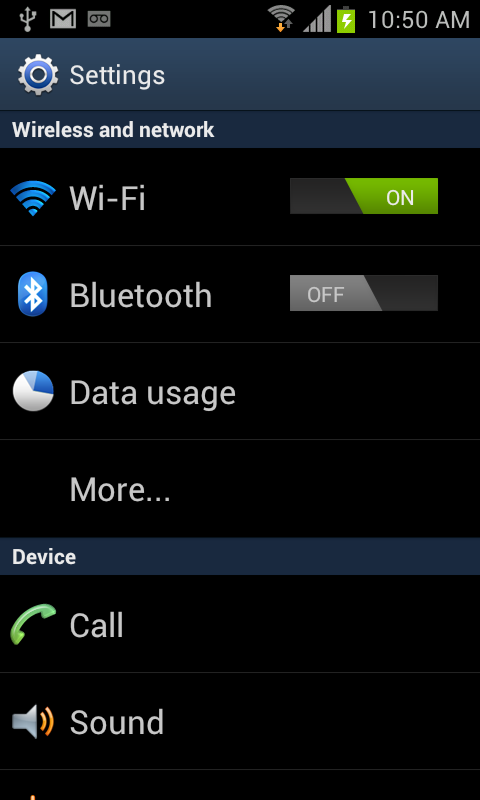 10:50 AM
Settings
Wireless and network
Wi-Fi
ON
Bluetooth
OFF
Data usage
More...
Device
Call
Sound